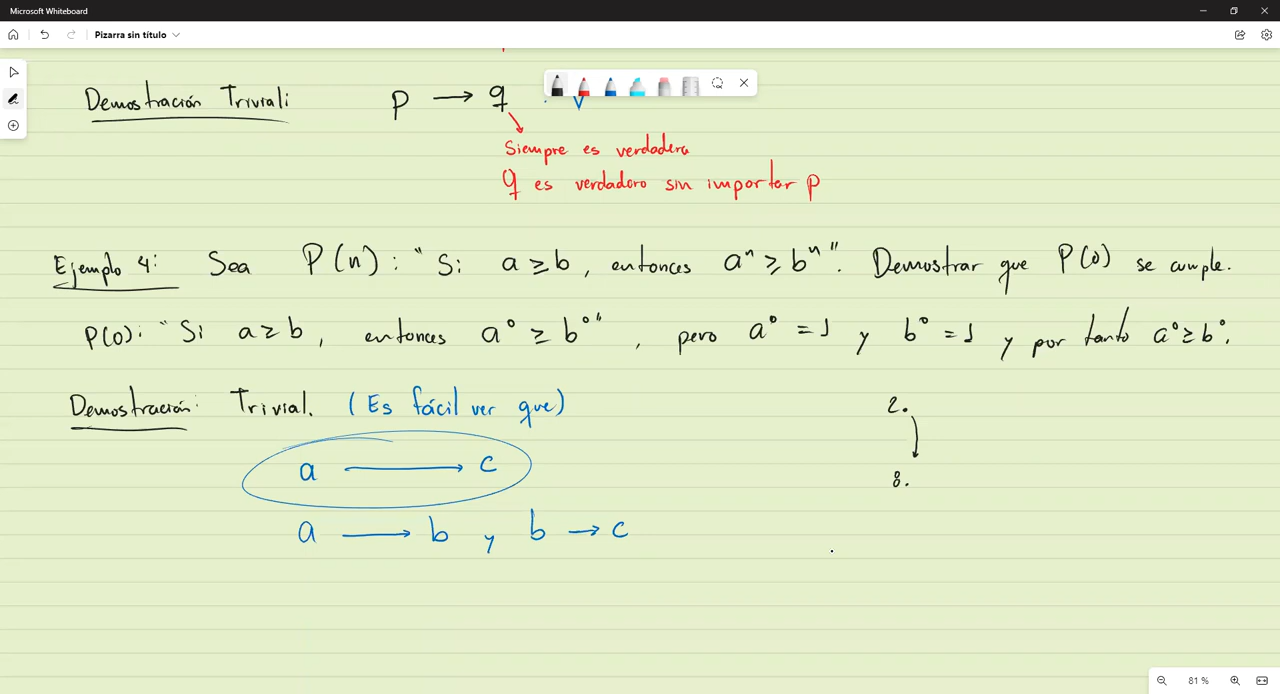 Microsoft Whiteboard
Pizarra sin título
Demostración Trivial: p → q V
Siempre es verdadera
q es verdadero sin importar p
Ejemplo 4: Sea P(n): "Si a ≥ b, entonces aⁿ ≥ bⁿ". Demostrar que P(0) se cumple.
P(0): "Si a ≥ b, entonces a⁰ ≥ b⁰", pero a⁰ = 1 y b⁰ = 1 y por tanto a⁰ ≥ b⁰.
Demostración: Trivial. (Es fácil ver que)
2.
a → c
8.
a → b y b → c
81 %